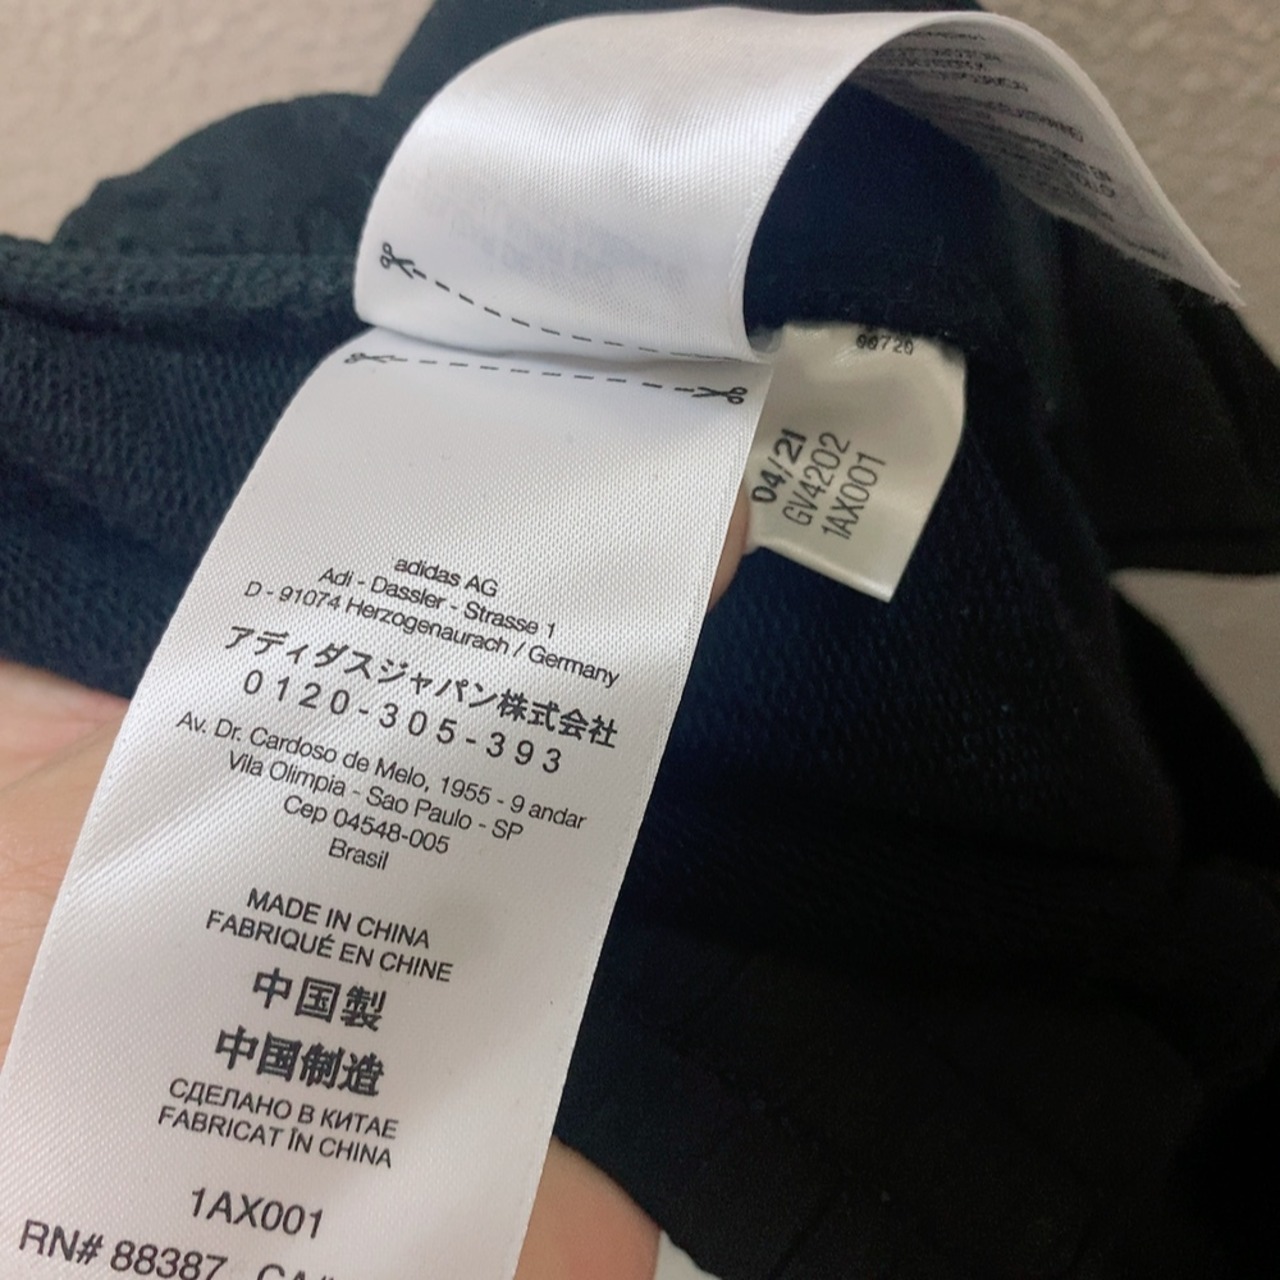 adidas AG
Adi - Dassler - Strasse 1
D - 91074 Herzogenaurach / Germany
アディダスジャパン株式会社
0120-305-393
Av. Dr. Cardoso de Melo, 1955 - 9 andar
Vila Olimpia - Sao Paulo - SP
Cep 04548-005
Brasil
MADE IN CHINA
FABRIQUÉ EN CHINE
中国製
中国制造
СДЕЛАНО В КИТАЕ
FABRICAT ÎN CHINA
1AX001
RN# 88387 CA#
04/21
GV4202
1AX001